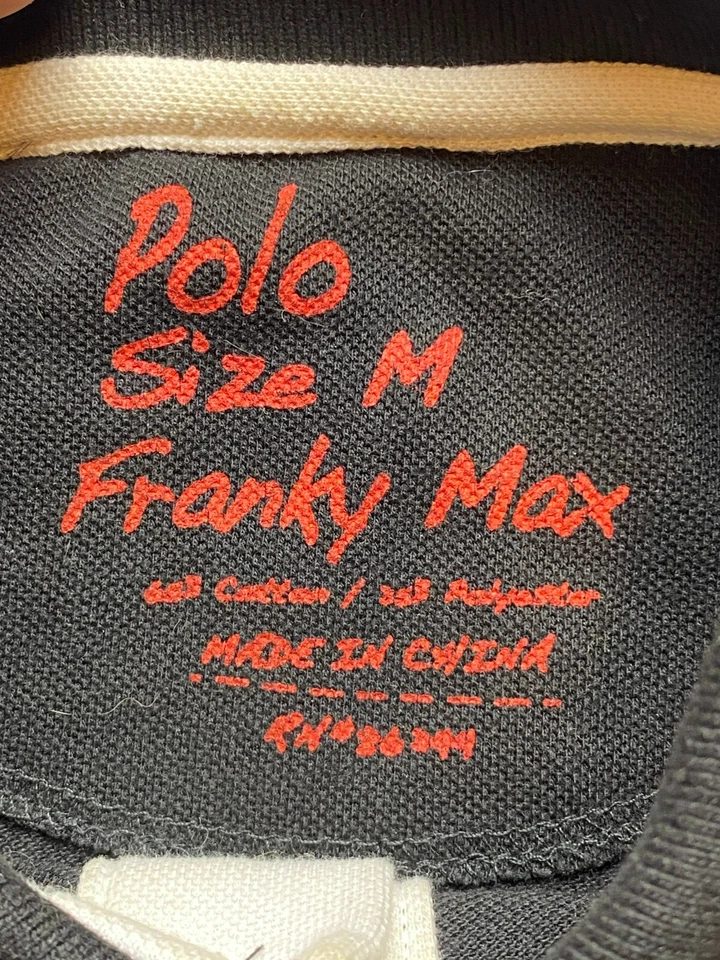 Polo
Size M
Franky Max
Cotton / Polyester
MADE IN CHINA